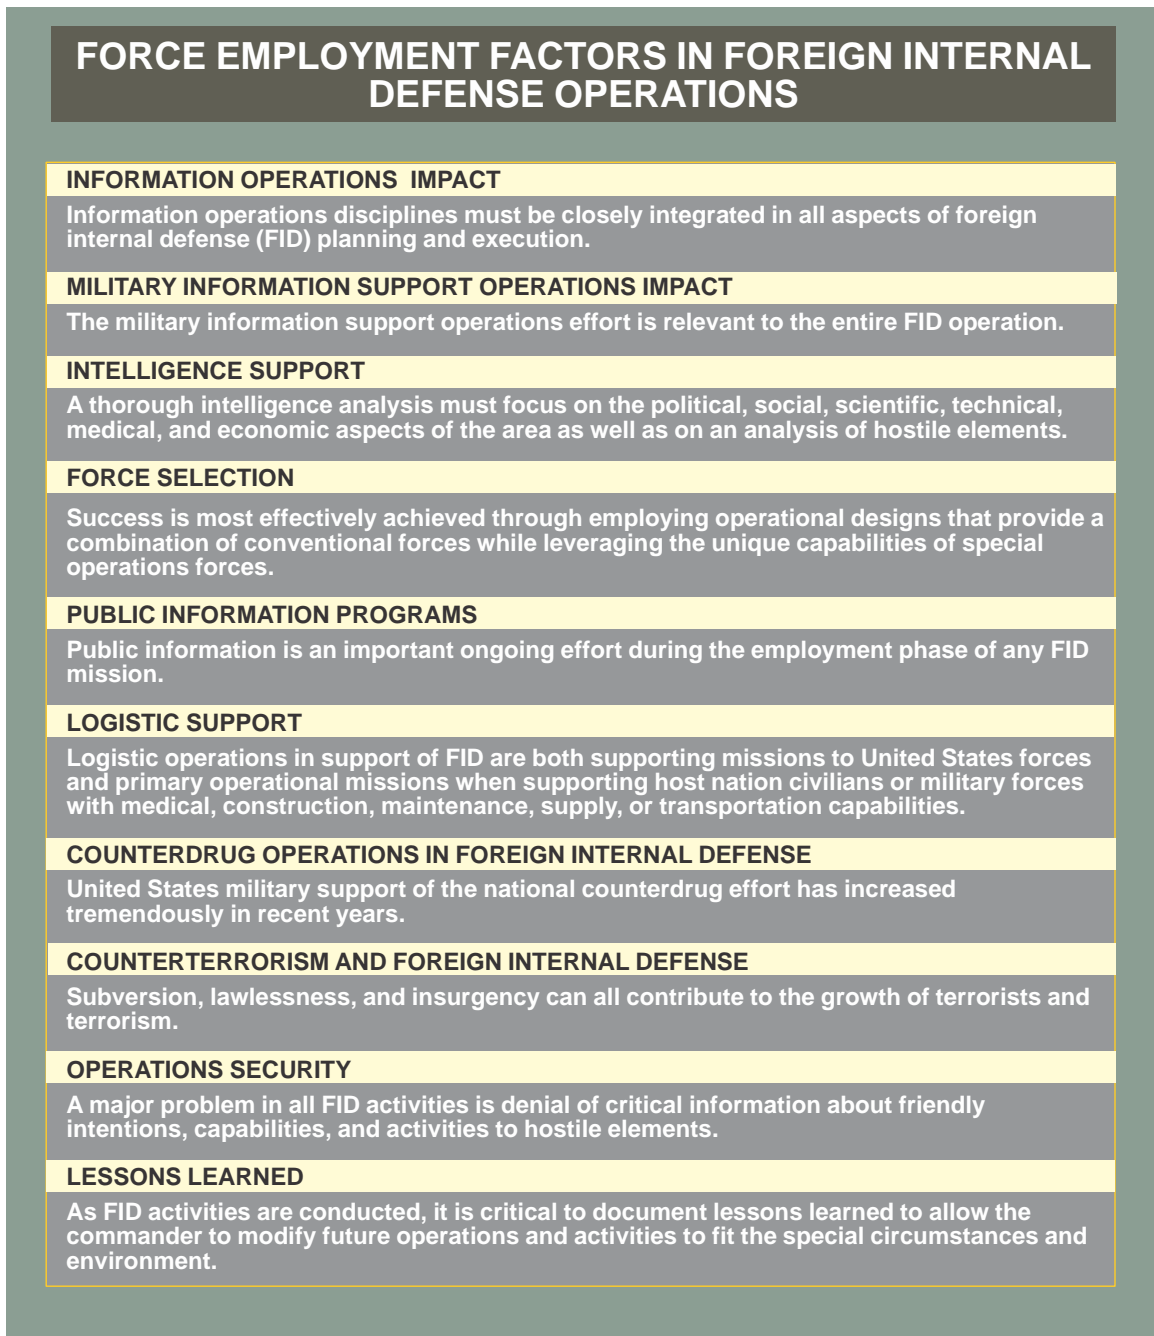 FORCE EMPLOYMENT FACTORS IN FOREIGN INTERNAL
DEFENSE OPERATIONS
INFORMATION OPERATIONS IMPACT
Information operations disciplines must be closely integrated in all aspects of foreign
internal defense (FID) planning and execution.
MILITARY INFORMATION SUPPORT OPERATIONS IMPACT
The military information support operations effort is relevant to the entire FID operation.
INTELLIGENCE SUPPORT
A thorough intelligence analysis must focus on the political, social, scientific, technical,
medical, and economic aspects of the area as well as on an analysis of hostile elements.
FORCE SELECTION
Success is most effectively achieved through employing operational designs that provide a
combination of conventional forces while leveraging the unique capabilities of special
operations forces.
PUBLIC INFORMATION PROGRAMS
Public information is an important ongoing effort during the employment phase of any FID
mission.
LOGISTIC SUPPORT
Logistic operations in support of FID are both supporting missions to United States forces
and primary operational missions when supporting host nation civilians or military forces
with medical, construction, maintenance, supply, or transportation capabilities.
COUNTERDRUG OPERATIONS IN FOREIGN INTERNAL DEFENSE
United States military support of the national counterdrug effort has increased
tremendously in recent years.
COUNTERTERRORISM AND FOREIGN INTERNAL DEFENSE
Subversion, lawlessness, and insurgency can all contribute to the growth of terrorists and
terrorism.
OPERATIONS SECURITY
A major problem in all FID activities is denial of critical information about friendly
intentions, capabilities, and activities to hostile elements.
LESSONS LEARNED
As FID activities are conducted, it is critical to document lessons learned to allow the
commander to modify future operations and activities to fit the special circumstances and
environment.